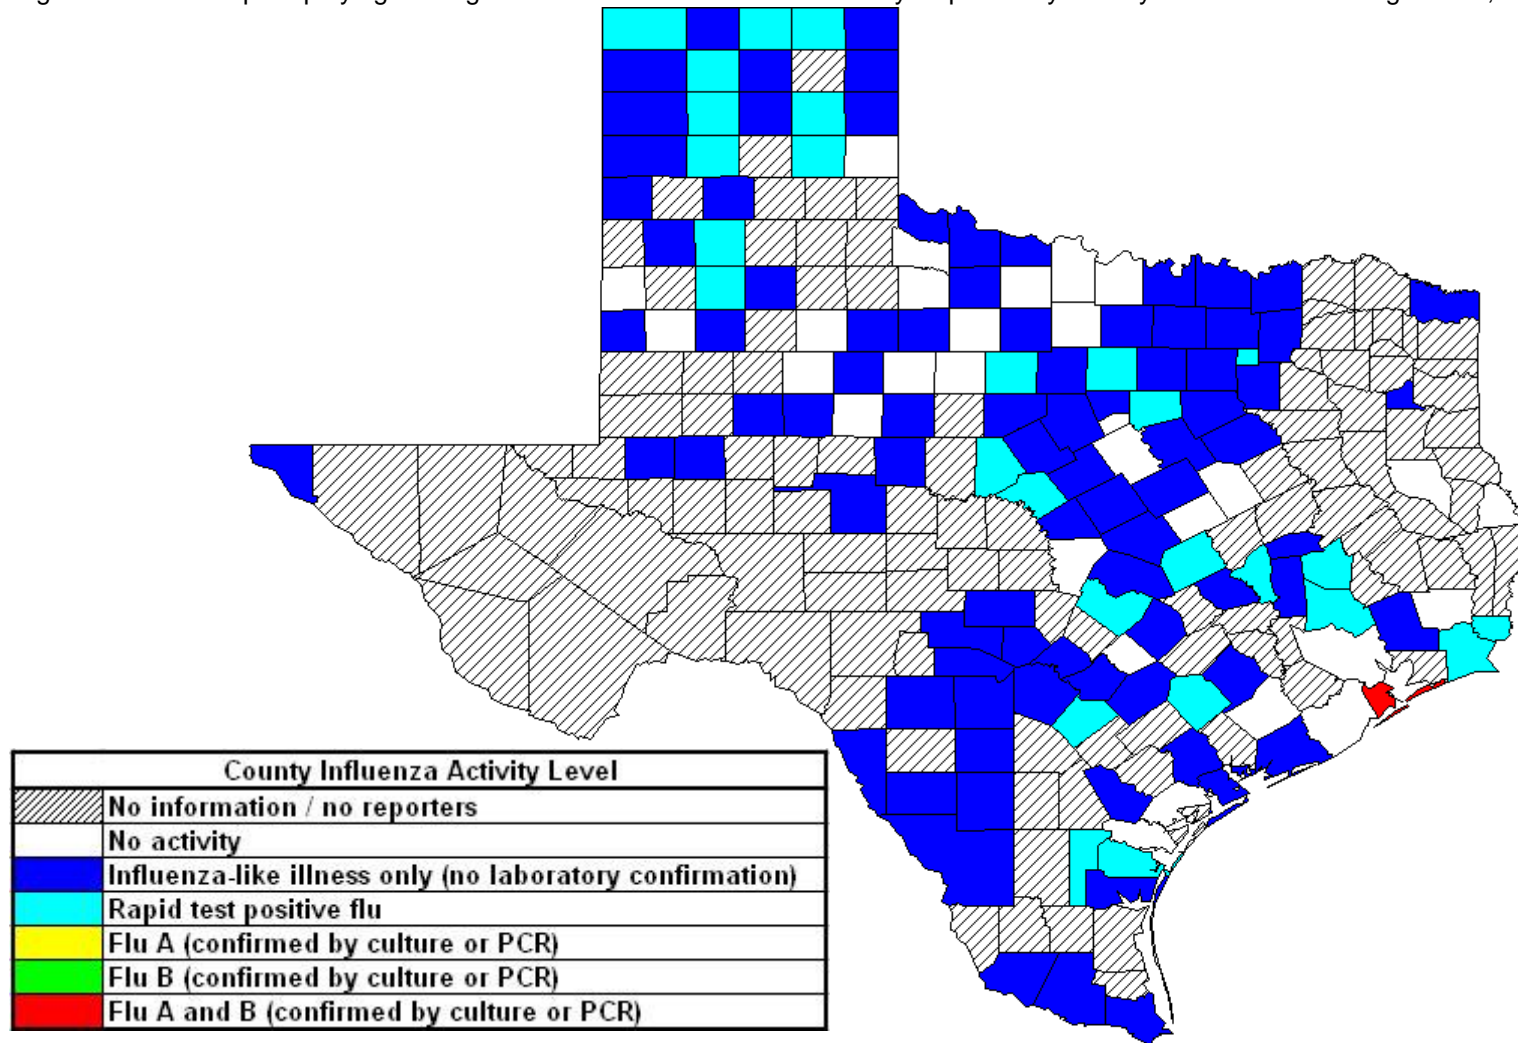 County Influenza Activity Level
No information / no reporters
No activity
Influenza-like illness only (no laboratory confirmation)
Rapid test positive flu
Flu A (confirmed by culture or PCR)
Flu B (confirmed by culture or PCR)
Flu A and B (confirmed by culture or PCR)